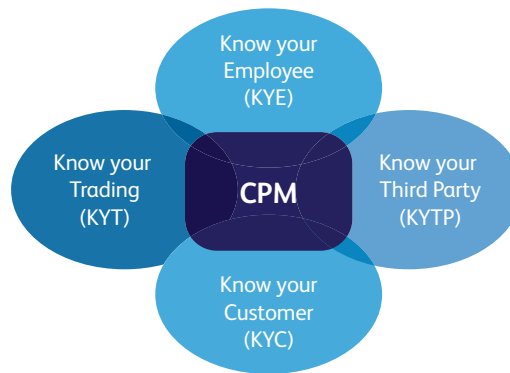 Know your
Employee
(KYE)
Know your
Trading
(KYT)
CPM
Know your
Third Party
(KYTP)
Know your
Customer
(KYC)